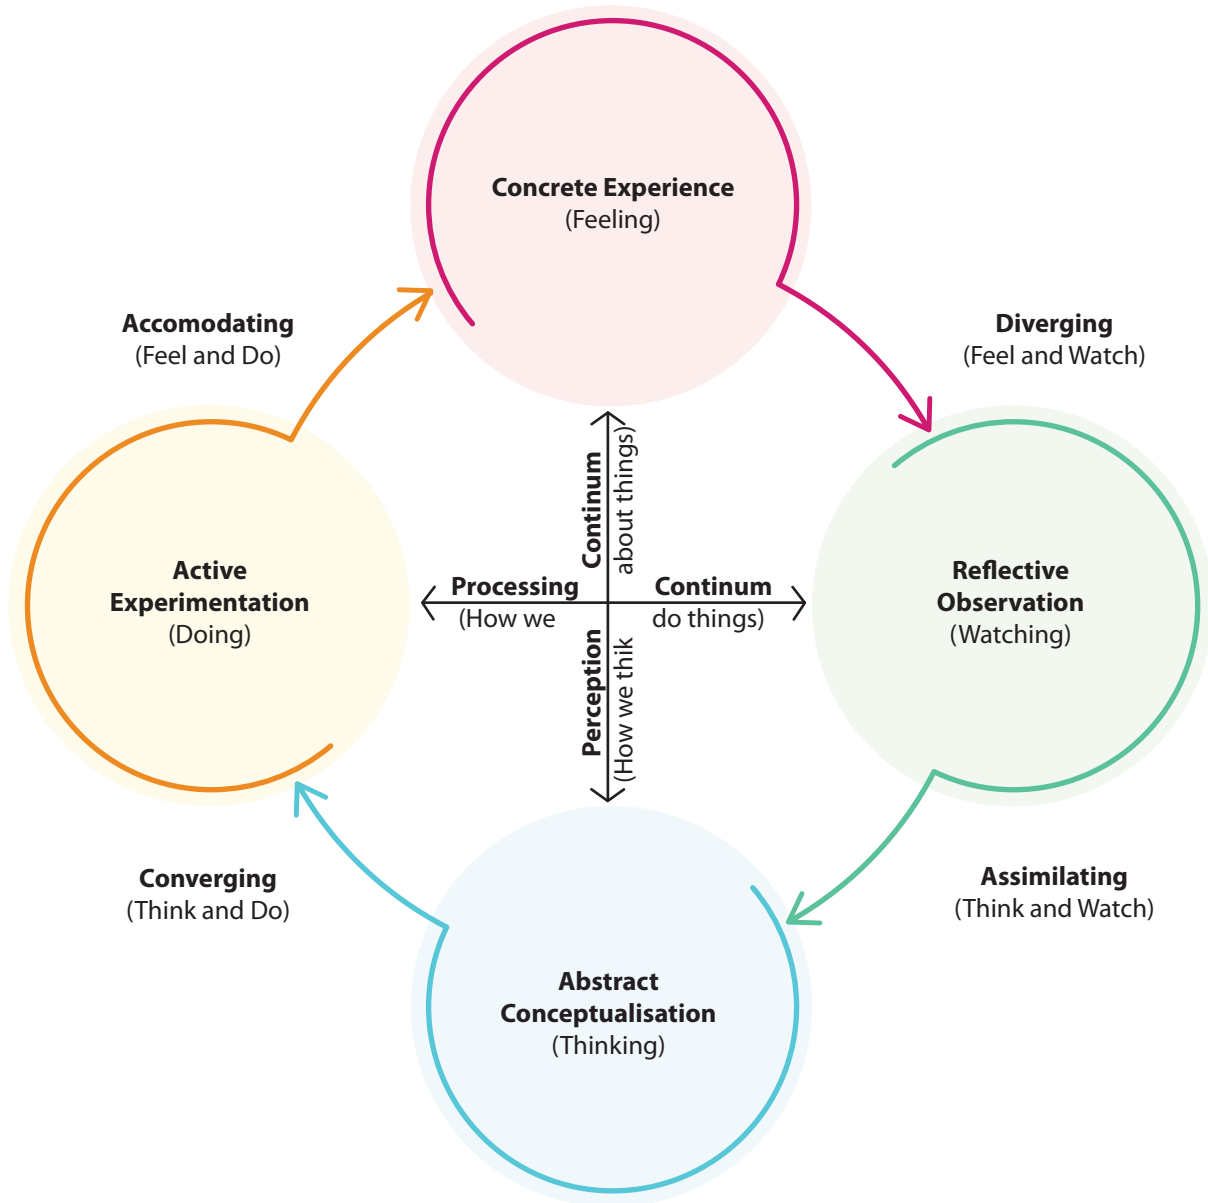 Concrete Experience
(Feeling)
Accomodating
(Feel and Do)
Diverging
(Feel and Watch)
Active
Experimentation
(Doing)
Processing Continum
(How we do things)
Perception Continum
(How we thik about things)
Reflective
Observation
(Watching)
Converging
(Think and Do)
Assimilating
(Think and Watch)
Abstract
Conceptualisation
(Thinking)